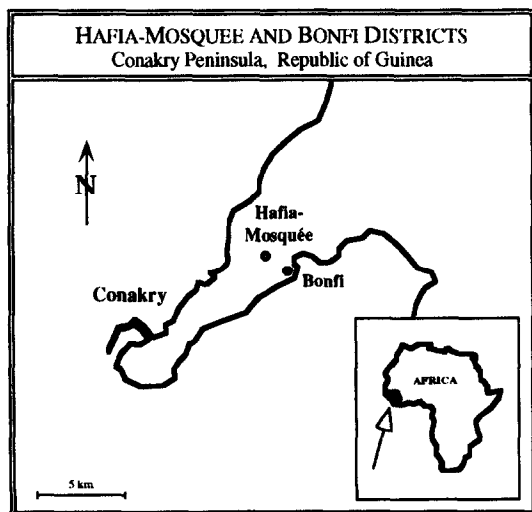 HAFIA-MOSQUEE AND BONFI DISTRICTS
Conakry Peninsula, Republic of Guinea
N
Hafia-
Mosquée
Bonfi
Conakry
AFRICA
5 km